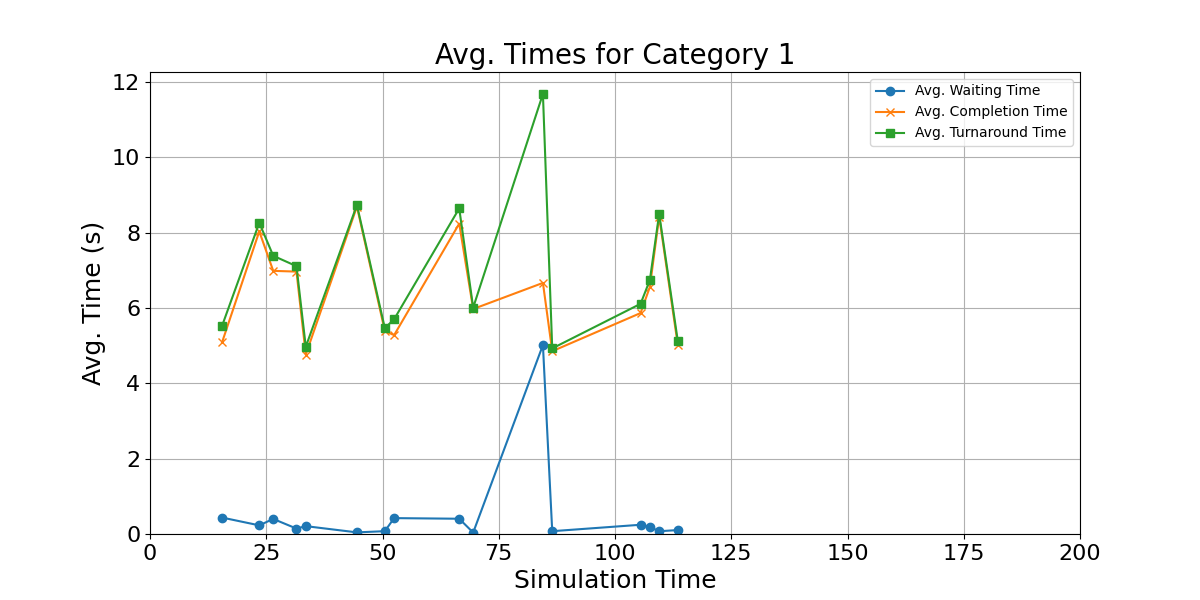 Avg. Times for Category 1
Avg. Waiting Time
Avg. Completion Time
Avg. Turnaround Time
Avg. Time (s)
12
10
8
6
4
2
0
0 25 50 75 100 125 150 175 200
Simulation Time